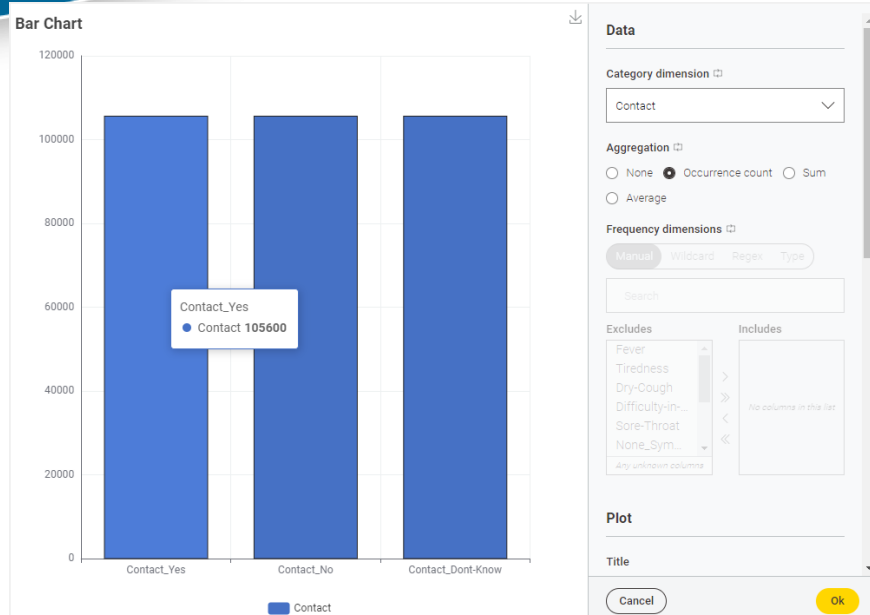 Bar Chart
120000
100000
80000
60000
40000
20000
0
Contact_Yes
Contact 105600
Contact_Yes
Contact_No
Contact_Dont-Know
Contact
Data
Category dimension
Contact
Aggregation
None
Occurrence count
Sum
Average
Frequency dimensions
Manual
Wildcard
Regex
Type
Search
Excludes
Includes
Fever
Tiredness
Dry-Cough
Difficulty-in-...
Sore-Throat
None_Sym...
Any unknown columns
No columns in this list
Plot
Title
Cancel
Ok